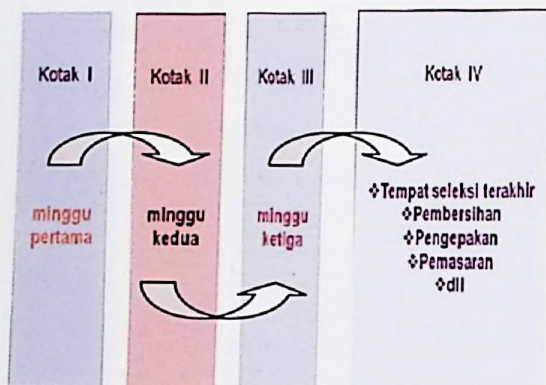 Kotak I
minggu
pertama
Kotak II
minggu
kedua
Kotak III
minggu
ketiga
Kotak IV
❖Tempat seleksi terakhir
❖Pembersihan
❖Pengepakan
❖Pemasaran
❖dll